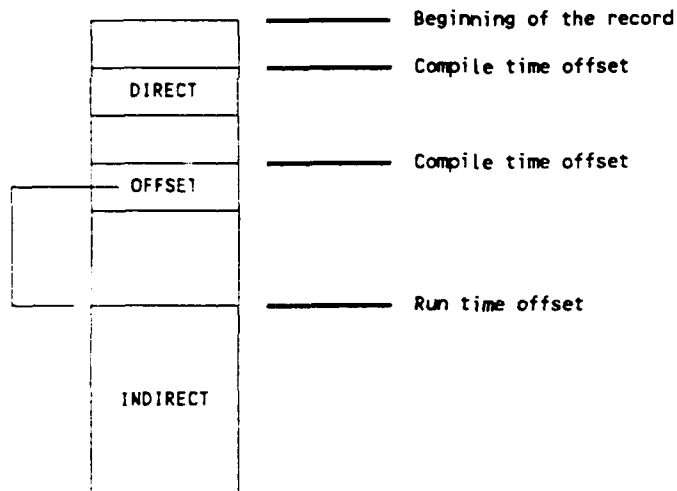 Beginning of the record
Compile time offset
DIRECT
Compile time offset
OFFSET
Run time offset
INDIRECT